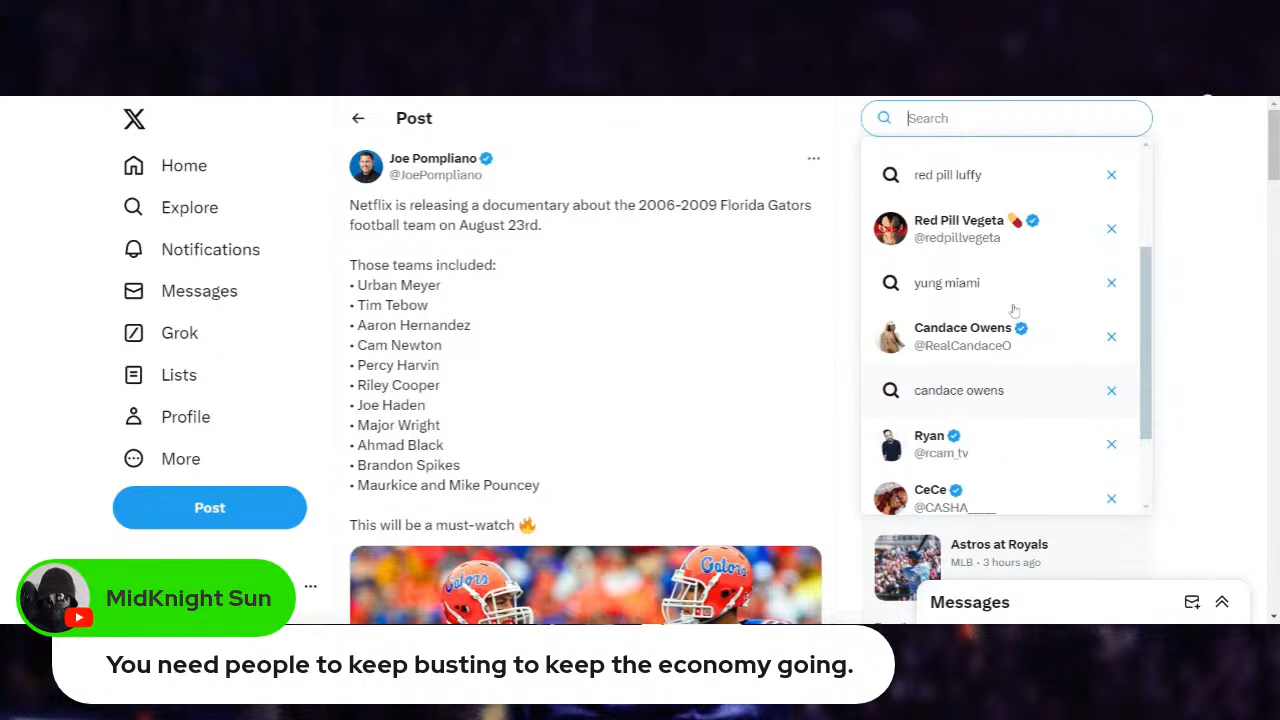 Home
Explore
Notifications
Messages
Grok
Lists
Profile
More
Post
Post
Joe Pompliano
@JoePompliano
Netflix is releasing a documentary about the 2006-2009 Florida Gators
football team on August 23rd.
Those teams included:
• Urban Meyer
• Tim Tebow
• Aaron Hernandez
• Cam Newton
• Percy Harvin
• Riley Cooper
• Joe Haden
• Major Wright
• Ahmad Black
• Brandon Spikes
• Maurkice and Mike Pouncey
This will be a must-watch 🔥
Gators
Gators
Search
red pill luffy
Red Pill Vegeta 💊
@redpillvegeta
yung miami
Candace Owens
@RealCandaceO
candace owens
Ryan
@rcam_tv
CeCe
@CASHA_____
Astros at Royals
MLB · 3 hours ago
Messages
MidKnight Sun
You need people to keep busting to keep the economy going.